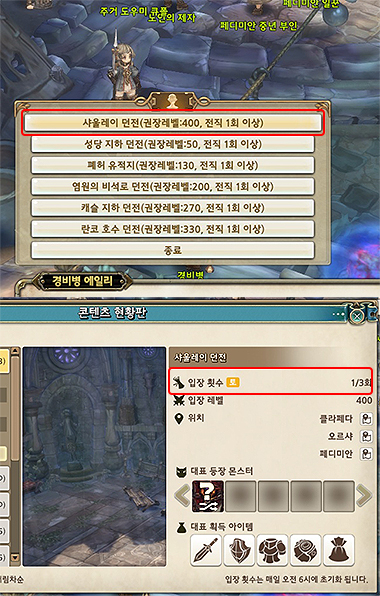 페디미안 일꾼
주거 도우미 큐폴
노인의 제자
페디미안 중년 부인
샤울레이 던전(권장레벨:400, 전직 1회 이상)
성당 지하 던전(권장레벨:50, 전직 1회 이상)
폐허 유적지(권장레벨:130, 전직 1회 이상)
염원의 비석로 던전(권장레벨:200, 전직 1회 이상)
캐슬 지하 던전(권장레벨:270, 전직 1회 이상)
란코 호수 던전(권장레벨:330, 전직 1회 이상)
종료
경비병
경비병 에일리
콘텐츠 현황판
샤울레이 던전
입장 횟수 토 1/3회
입장 레벨 400
위치 클라페다
오르샤
페디미안
대표 등장 몬스터
대표 획득 아이템
입장 횟수는 매일 오전 6시에 초기화 됩니다.